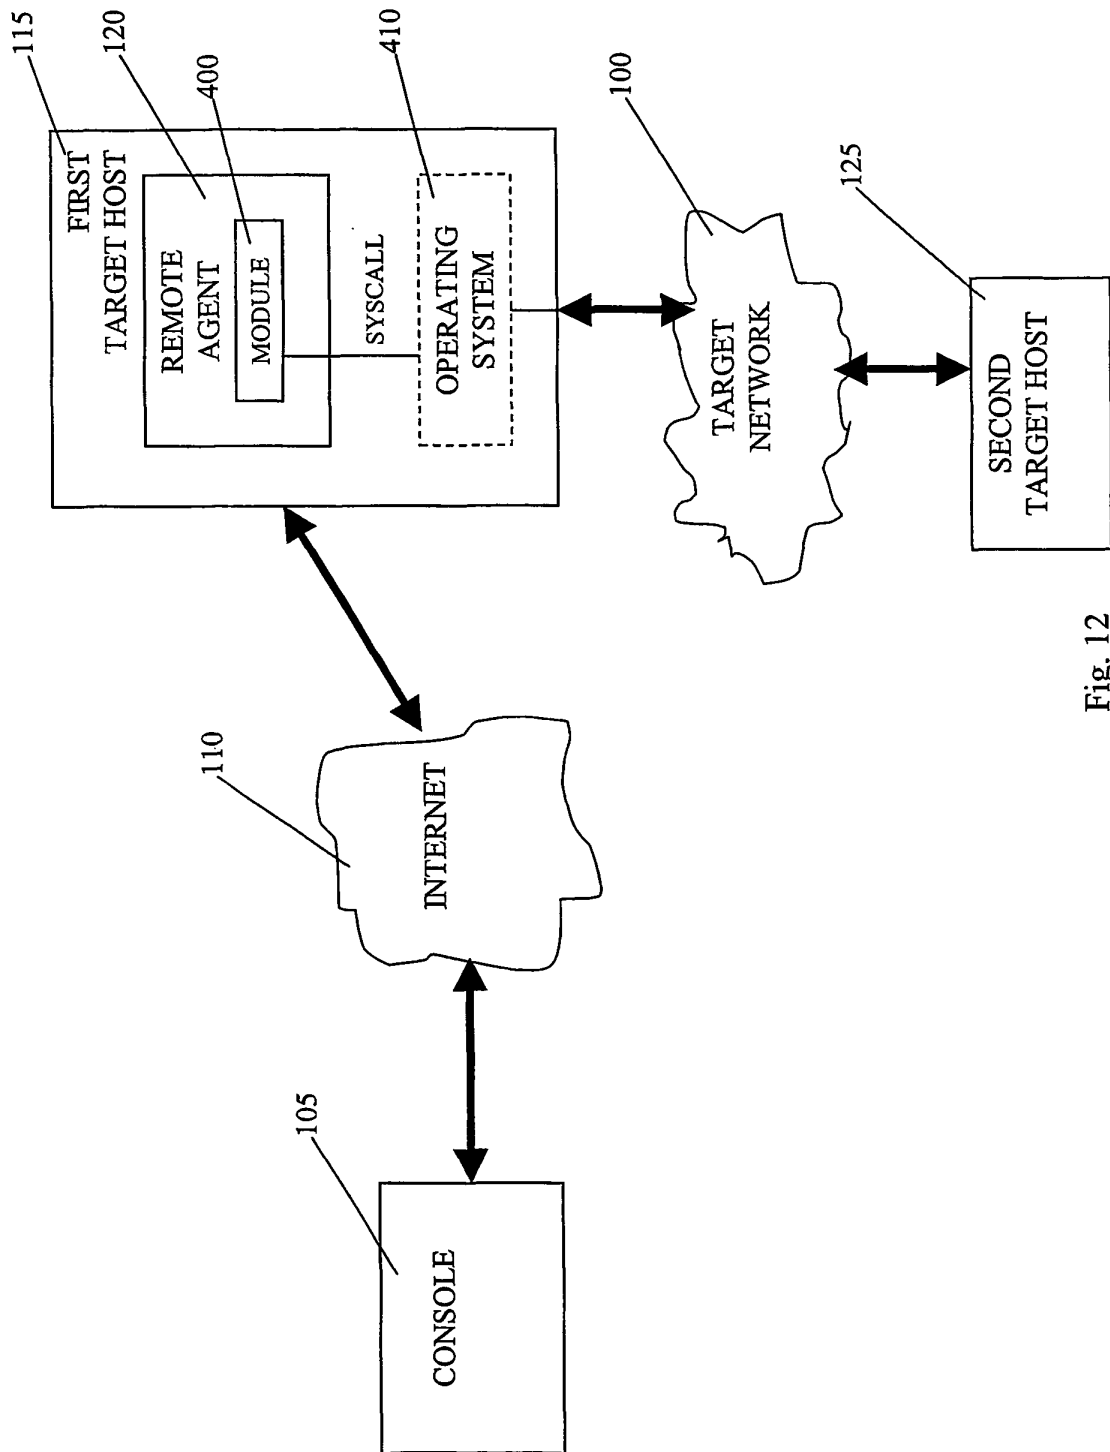 115
120
400
410
FIRST
TARGET HOST
REMOTE
AGENT
MODULE
SYSCALL
OPERATING
SYSTEM
110
INTERNET
100
TARGET
NETWORK
105
CONSOLE
125
SECOND
TARGET HOST
Fig. 12